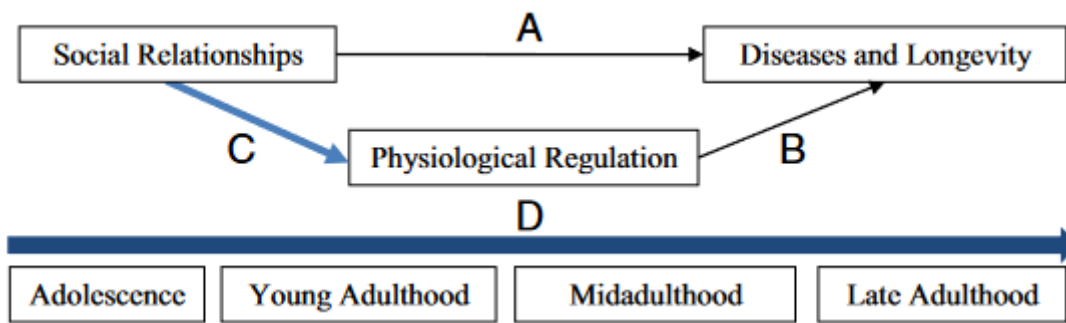 A
Social Relationships
Diseases and Longevity
C
Physiological Regulation
B
D
Adolescence
Young Adulthood
Midadulthood
Late Adulthood